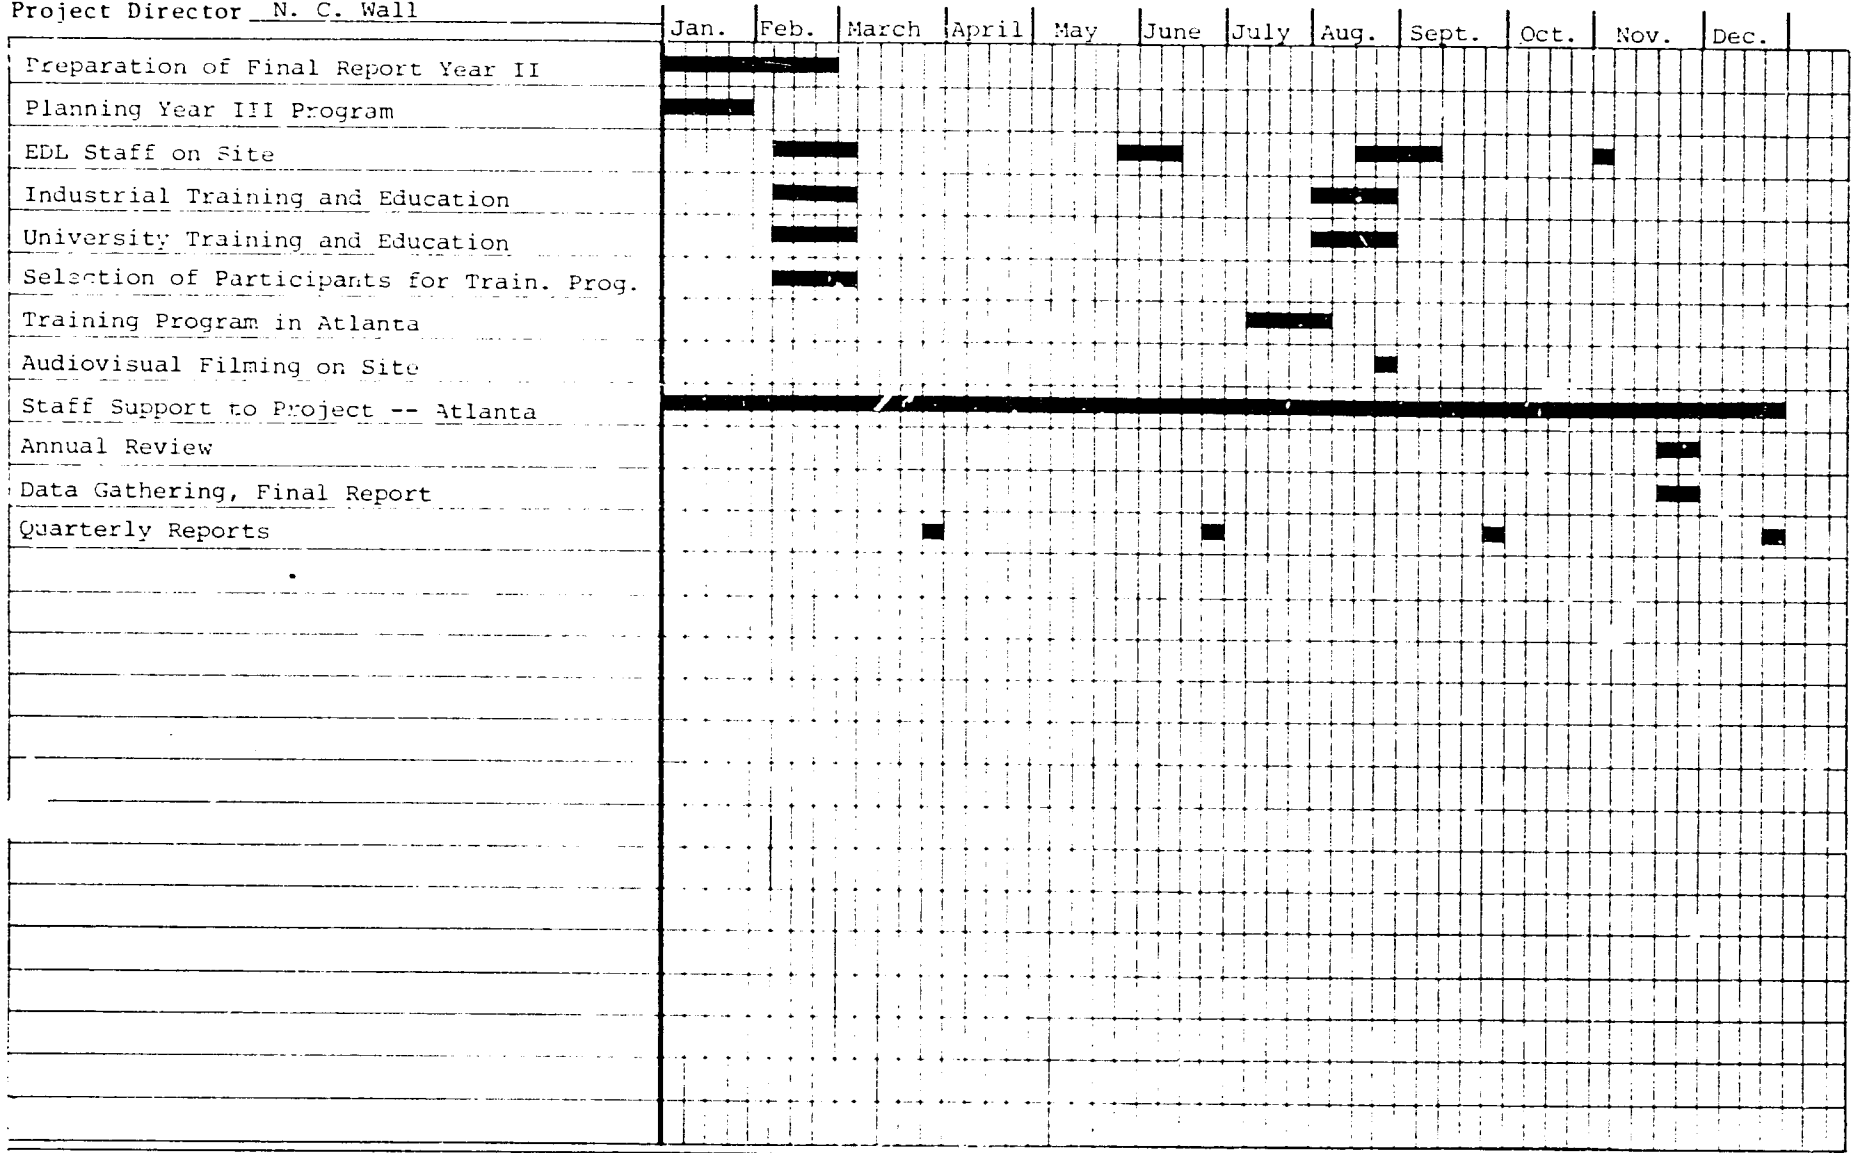 Project Director N. C. Wall
Jan. Feb. March April May June July Aug. Sept. Oct. Nov. Dec.
Preparation of Final Report Year II
Planning Year III Program
EDL Staff on Site
Industrial Training and Education
University Training and Education
Selection of Participants for Train. Prog.
Training Program in Atlanta
Audiovisual Filming on Site
Staff Support to Project -- Atlanta
Annual Review
Data Gathering, Final Report
Quarterly Reports